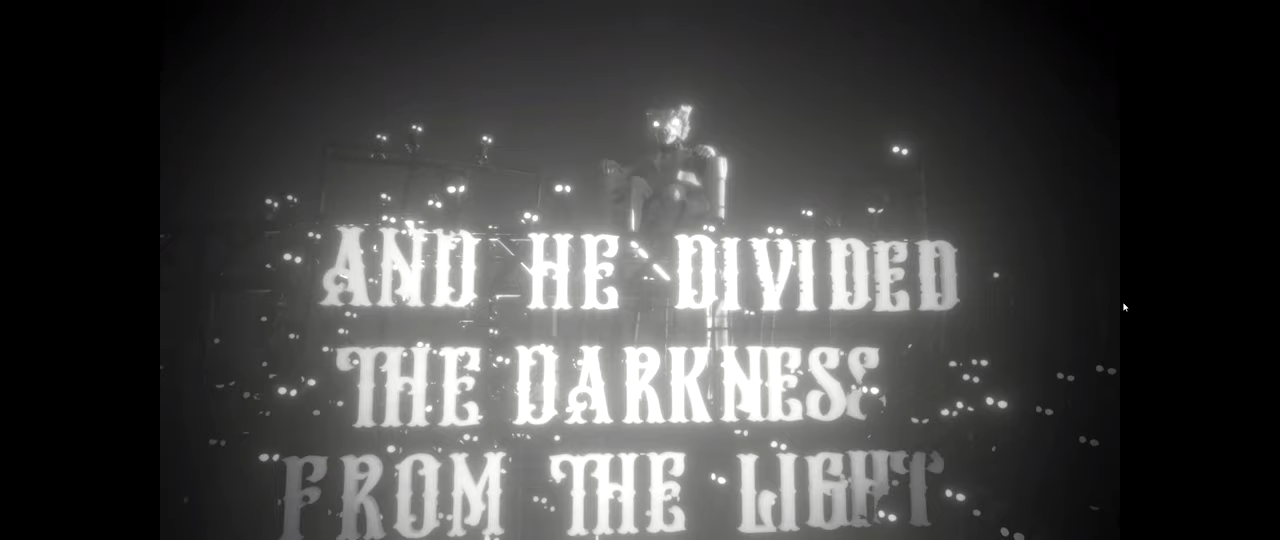 AND HE DIVIDED
THE DARKNESS
FROM THE LIGHT